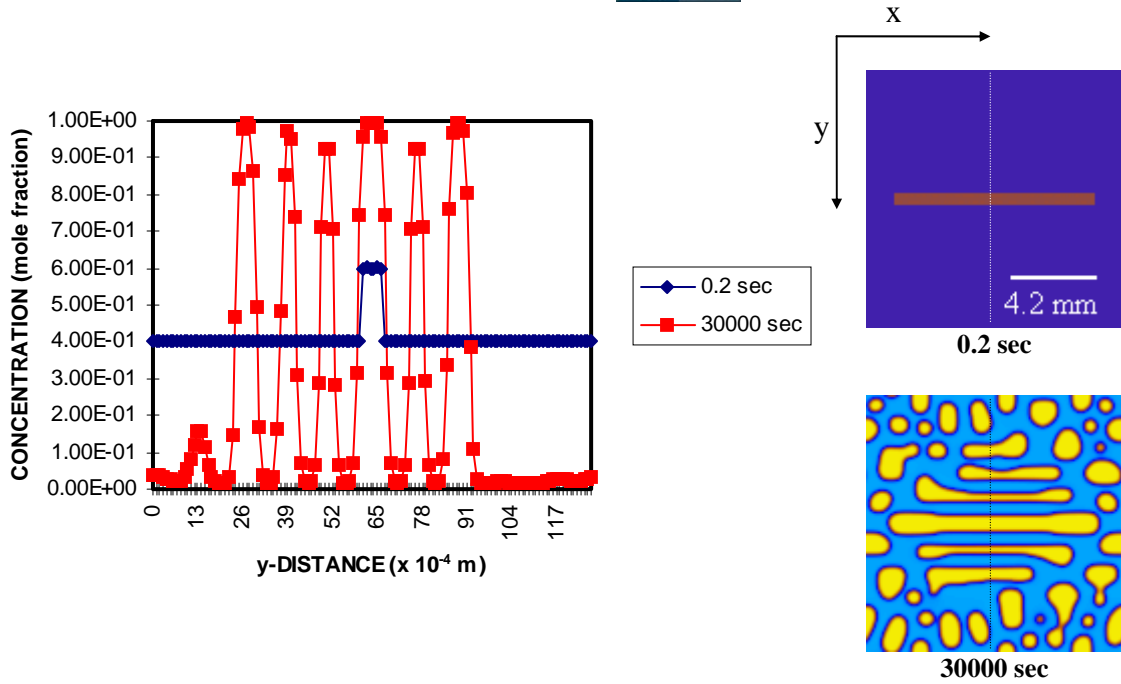 x
y
1.00E+00
9.00E-01
8.00E-01
7.00E-01
6.00E-01
5.00E-01
4.00E-01
3.00E-01
2.00E-01
1.00E-01
0.00E+00
CONCENTRATION (mole fraction)
0 13 26 39 52 65 78 91 104 117
y-DISTANCE (x 10⁻⁴ m)
0.2 sec
30000 sec
4.2 mm
0.2 sec
30000 sec